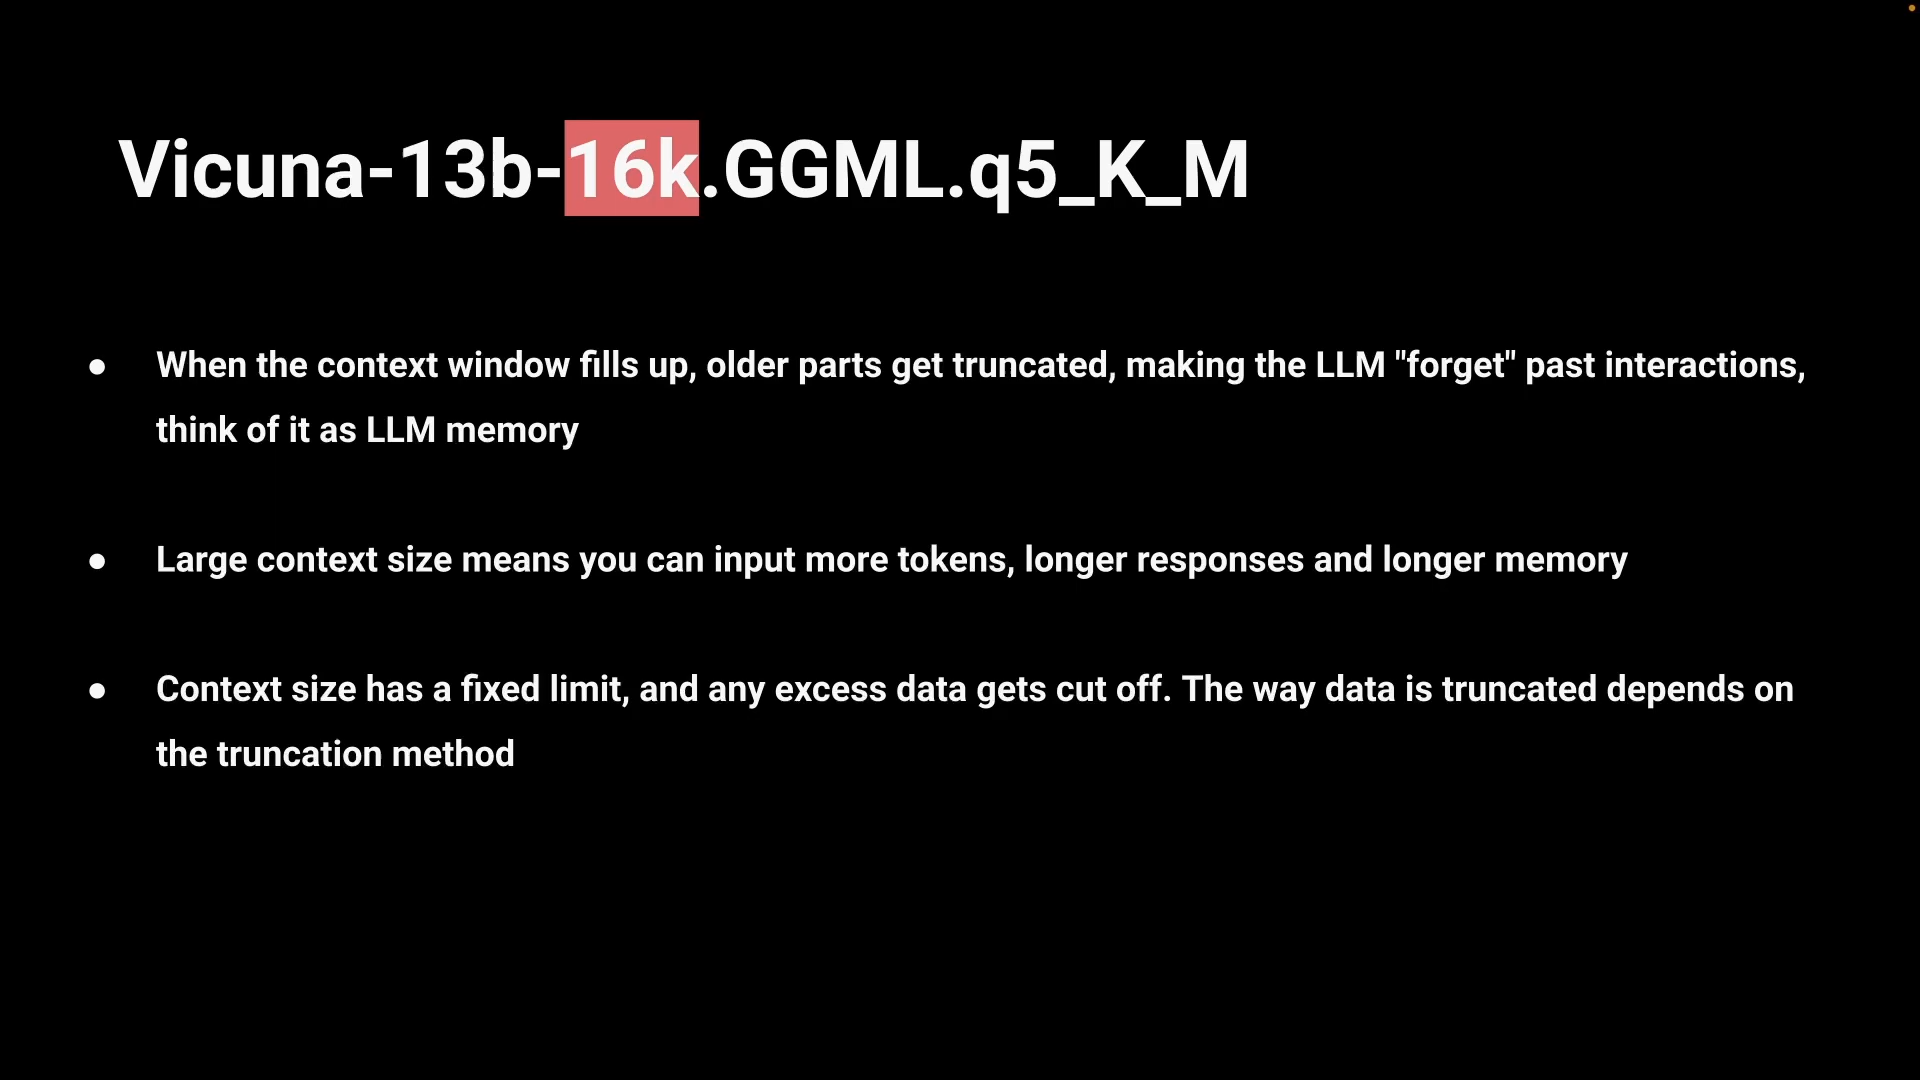 Vicuna-13b-16k.GGML.q5_K_M
● When the context window fills up, older parts get truncated, making the LLM "forget" past interactions,
think of it as LLM memory
● Large context size means you can input more tokens, longer responses and longer memory
● Context size has a fixed limit, and any excess data gets cut off. The way data is truncated depends on
the truncation method